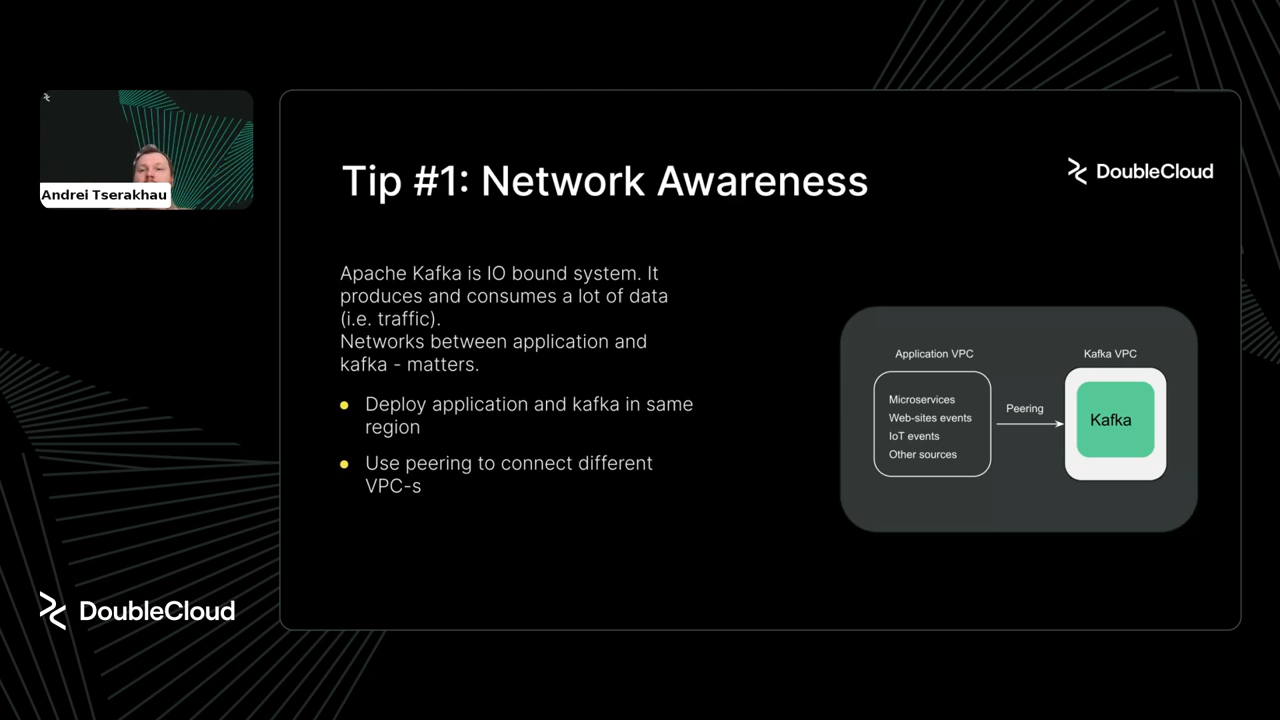 Andrei Tserakhau
Tip #1: Network Awareness
DoubleCloud
Apache Kafka is IO bound system. It
produces and consumes a lot of data
(i.e. traffic).
Networks between application and
kafka - matters.
Deploy application and kafka in same
region
Use peering to connect different
VPC-s
Application VPC
Microservices
Web-sites events
IoT events
Other sources
Peering
Kafka VPC
Kafka
DoubleCloud